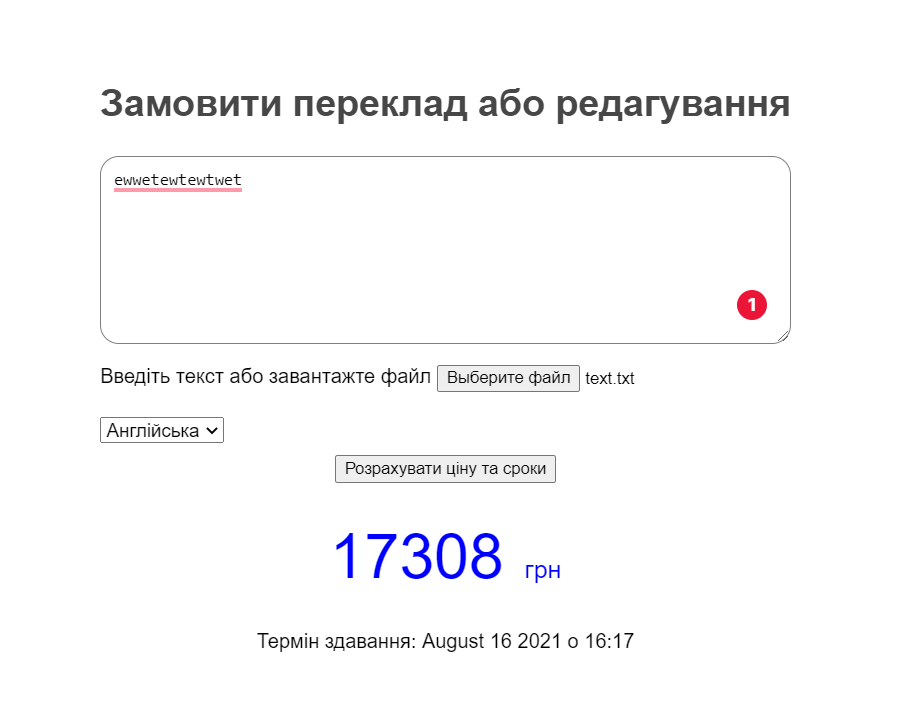 Замовити переклад або редагування
ewwetewtewtwet
1
Введіть текст або завантажте файл Выберите файл text.txt
Англійська
Розрахувати ціну та сроки
17308 грн
Термін здавання: August 16 2021 о 16:17